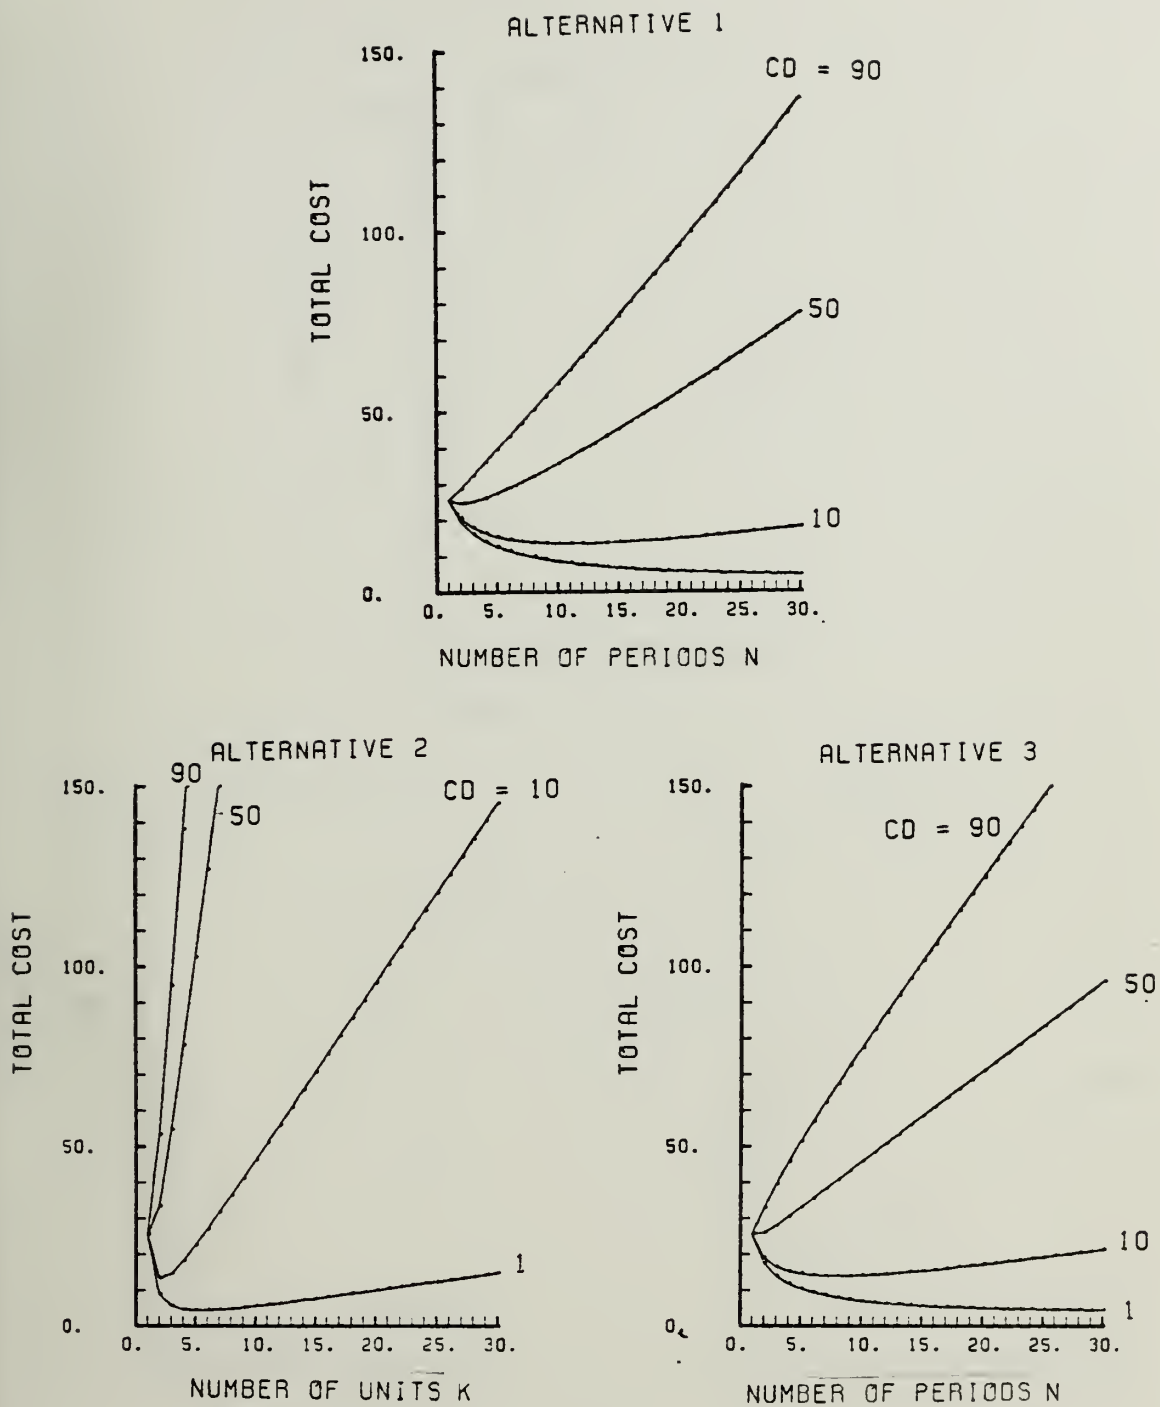 ALTERNATIVE 1
150.
CD = 90
TOTAL COST
100.
50
50.
10
0.
0. 5. 10. 15. 20. 25. 30.
NUMBER OF PERIODS N
ALTERNATIVE 2
90
150.
CD = 10
50
TOTAL COST
100.
50.
1
0.
0. 5. 10. 15. 20. 25. 30.
NUMBER OF UNITS K
ALTERNATIVE 3
150.
CD = 90
TOTAL COST
100.
50
50.
10
1
0.
0. 5. 10. 15. 20. 25. 30.
NUMBER OF PERIODS N